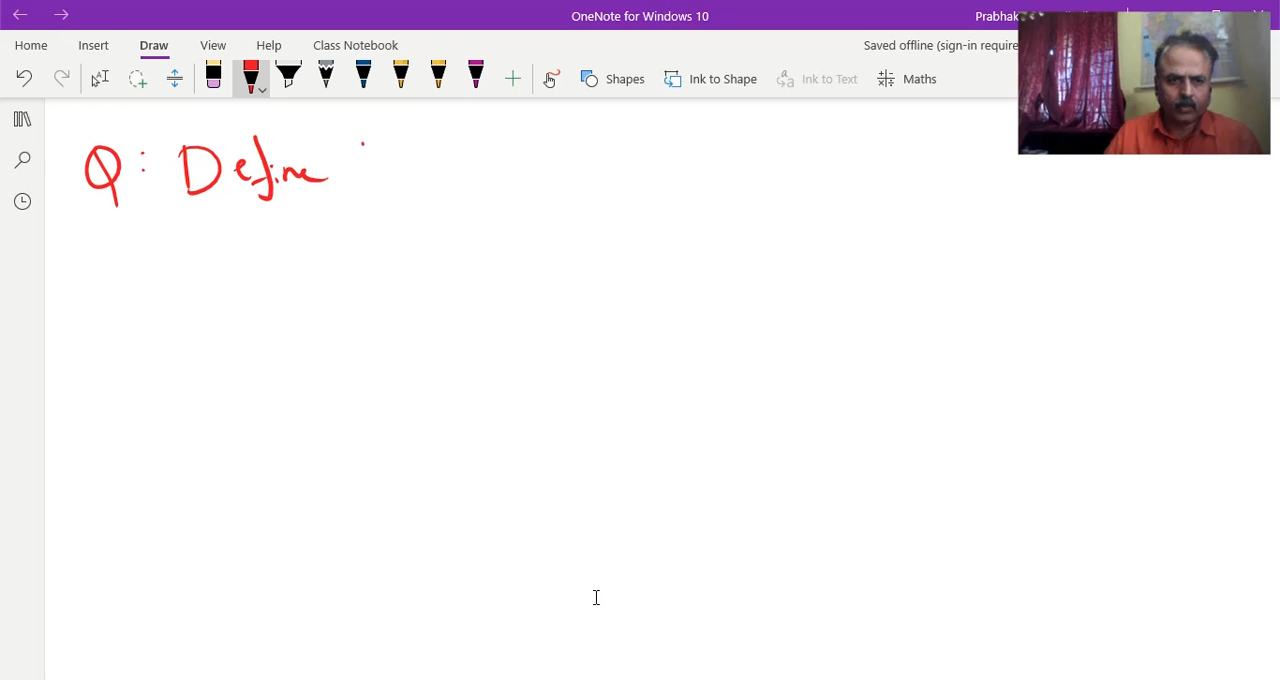 OneNote for Windows 10 Prabhak
Home Insert Draw View Help Class Notebook Saved offline (sign-in require
Shapes Ink to Shape Ink to Text Maths
Q: Define